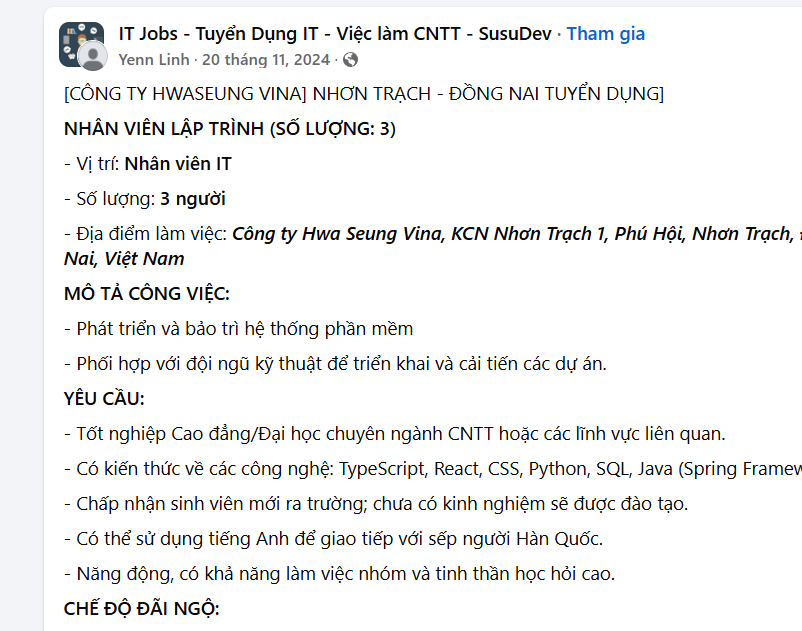 IT Jobs - Tuyển Dụng IT - Việc làm CNTT - SusuDev · Tham gia
Yenn Linh · 20 tháng 11, 2024 ·
[CÔNG TY HWASEUNG VINA] NHƠN TRẠCH - ĐỒNG NAI TUYỂN DỤNG]
NHÂN VIÊN LẬP TRÌNH (SỐ LƯỢNG: 3)
- Vị trí: Nhân viên IT
- Số lượng: 3 người
- Địa điểm làm việc: Công ty Hwa Seung Vina, KCN Nhơn Trạch 1, Phú Hội, Nhơn Trạch,
Nai, Việt Nam
MÔ TẢ CÔNG VIỆC:
- Phát triển và bảo trì hệ thống phần mềm
- Phối hợp với đội ngũ kỹ thuật để triển khai và cải tiến các dự án.
YÊU CẦU:
- Tốt nghiệp Cao đẳng/Đại học chuyên ngành CNTT hoặc các lĩnh vực liên quan.
- Có kiến thức về các công nghệ: TypeScript, React, CSS, Python, SQL, Java (Spring
- Chấp nhận sinh viên mới ra trường; chưa có kinh nghiệm sẽ được đào tạo.
- Có thể sử dụng tiếng Anh để giao tiếp với sếp người Hàn Quốc.
- Năng động, có khả năng làm việc nhóm và tinh thần học hỏi cao.
CHẾ ĐỘ ĐÃI NGỘ: